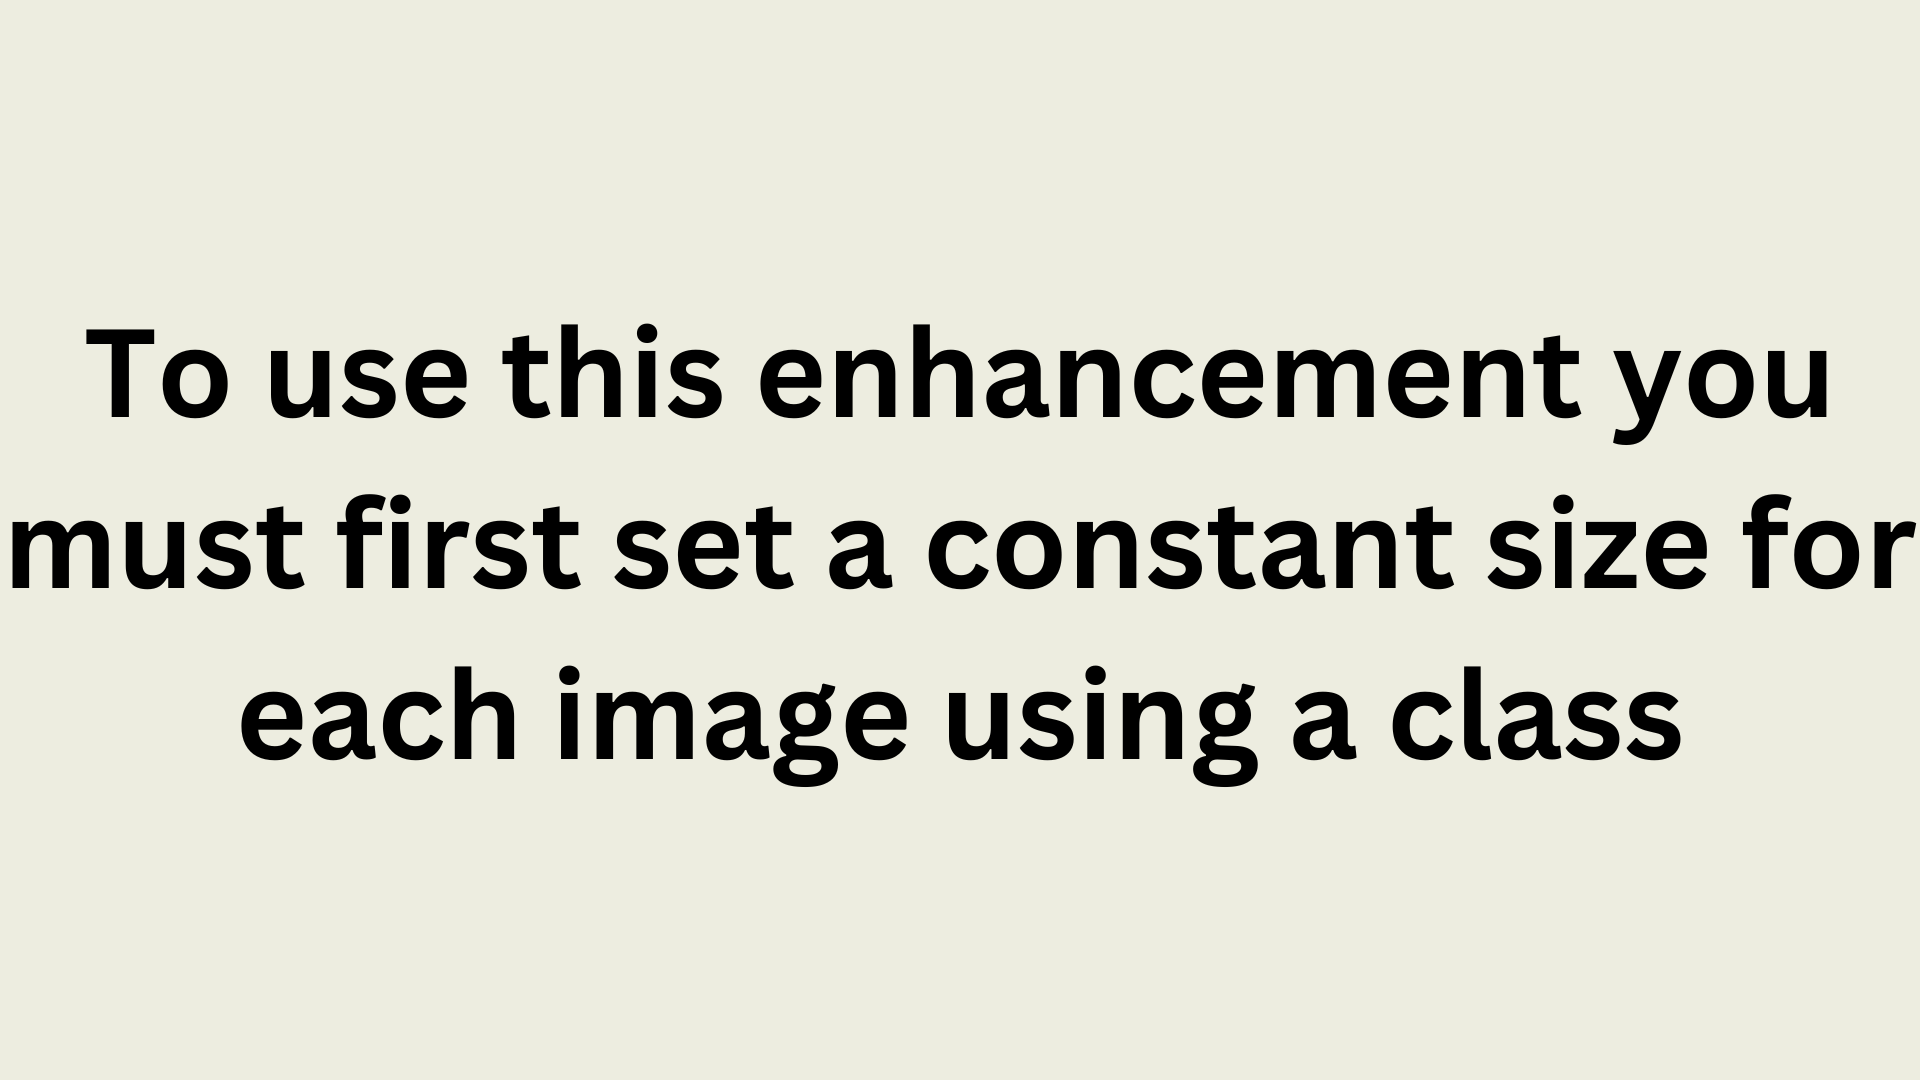 To use this enhancement you
must first set a constant size for
each image using a class